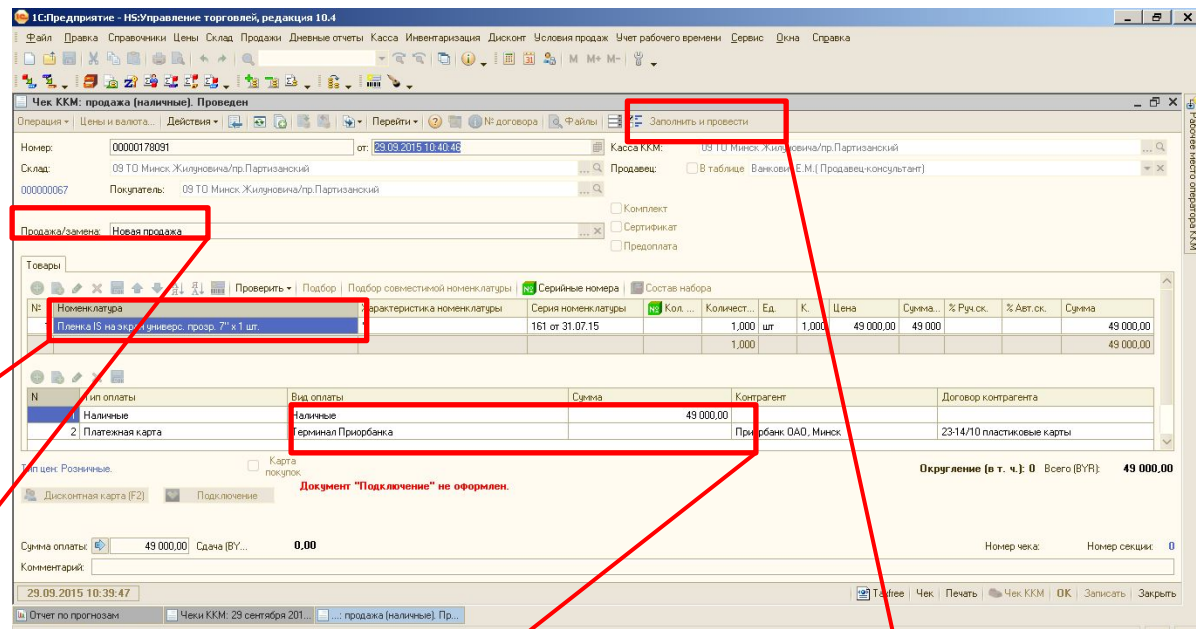 1С:Предприятие - HS:Управление торговлей, редакция 10.4
Файл Правка Справочники Цены Склад Продажи Дневные отчеты Касса Инвентаризация Дисконт Условия продаж Учет рабочего времени Сервис Окна Справка
M M+ M-
Чек ККМ: продажа (наличные). Проведен
Операция Цены и валюта... Действия Перейти № договора Файлы Заполнить и провести
Номер: 00000178091 от: 29.09.2015 10:40:46 Касса ККМ: 09 ТО Минск Жилуновича/пр.Партизанский
Склад: 09 ТО Минск Жилуновича/пр.Партизанский Продавец: В таблице Ванкович Е.М.( Продавец-консультант)
000000067 Покупатель: 09 ТО Минск Жилуновича/пр.Партизанский
Комплект
Продажа/замена: Новая продажа Сертификат
Предоплата
Рабочее место оператора ККМ
Товары
Проверить Подбор Подбор совместимой номенклатуры № Серийные номера Состав набора
№ Номенклатура Характеристика номенклатуры Серия номенклатуры № Кол. ... Количест... Ед. К. Цена Сумма... % Руч.ск. % Авт.ск. Сумма
Пленка IS на экран универс. прозр. 7" x 1 шт. 161 от 31.07.15 1,000 шт 1,000 49 000,00 49 000 49 000,00
1,000 49 000,00
N Тип оплаты Вид оплаты Сумма Контрагент Договор контрагента
1 Наличные Наличные 49 000,00
2 Платежная карта Терминал Приорбанка Приорбанк ОАО, Минск 23-14/10 пластиковые карты
Тип цен: Розничные. Карта покупок Округление (в т. ч.): 0 Всего (BYR): 49 000,00
Документ "Подключение" не оформлен.
Дисконтная карта (F2) Подключение
Сумма оплаты: 49 000,00 Сдача (BY... 0,00 Номер чека: Номер секции: 0
Комментарий:
29.09.2015 10:39:47 Taxfree Чек Печать Чек ККМ OK Записать Закрыть
Отчет по прогнозам Чеки ККМ: 29 сентября 201... ...: продажа (наличные). Пр...